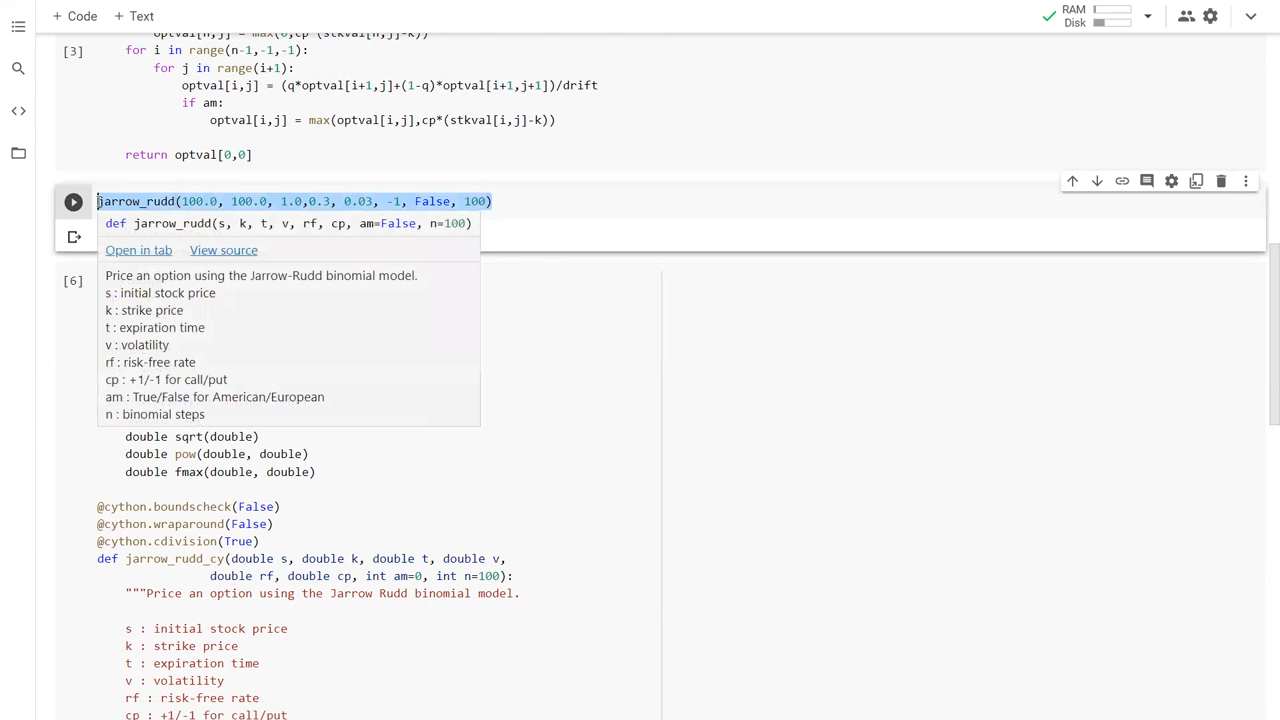 + Code + Text
RAM
Disk
optval[n,j] = max(0,cp*(stkval[n,j]-k))
[3]
for i in range(n-1,-1,-1):
for j in range(i+1):
optval[i,j] = (q*optval[i+1,j]+(1-q)*optval[i+1,j+1])/drift
if am:
optval[i,j] = max(optval[i,j],cp*(stkval[i,j]-k))
return optval[0,0]
jarrow_rudd(100.0, 100.0, 1.0,0.3, 0.03, -1, False, 100)
def jarrow_rudd(s, k, t, v, rf, cp, am=False, n=100)
Open in tab View source
Price an option using the Jarrow-Rudd binomial model.
s : initial stock price
k : strike price
t : expiration time
v : volatility
rf : risk-free rate
cp : +1/-1 for call/put
am : True/False for American/European
n : binomial steps
[6]
double sqrt(double)
double pow(double, double)
double fmax(double, double)
@cython.boundscheck(False)
@cython.wraparound(False)
@cython.cdivision(True)
def jarrow_rudd_cy(double s, double k, double t, double v,
double rf, double cp, int am=0, int n=100):
"""Price an option using the Jarrow Rudd binomial model.
s : initial stock price
k : strike price
t : expiration time
v : volatility
rf : risk-free rate
cp : +1/-1 for call/put